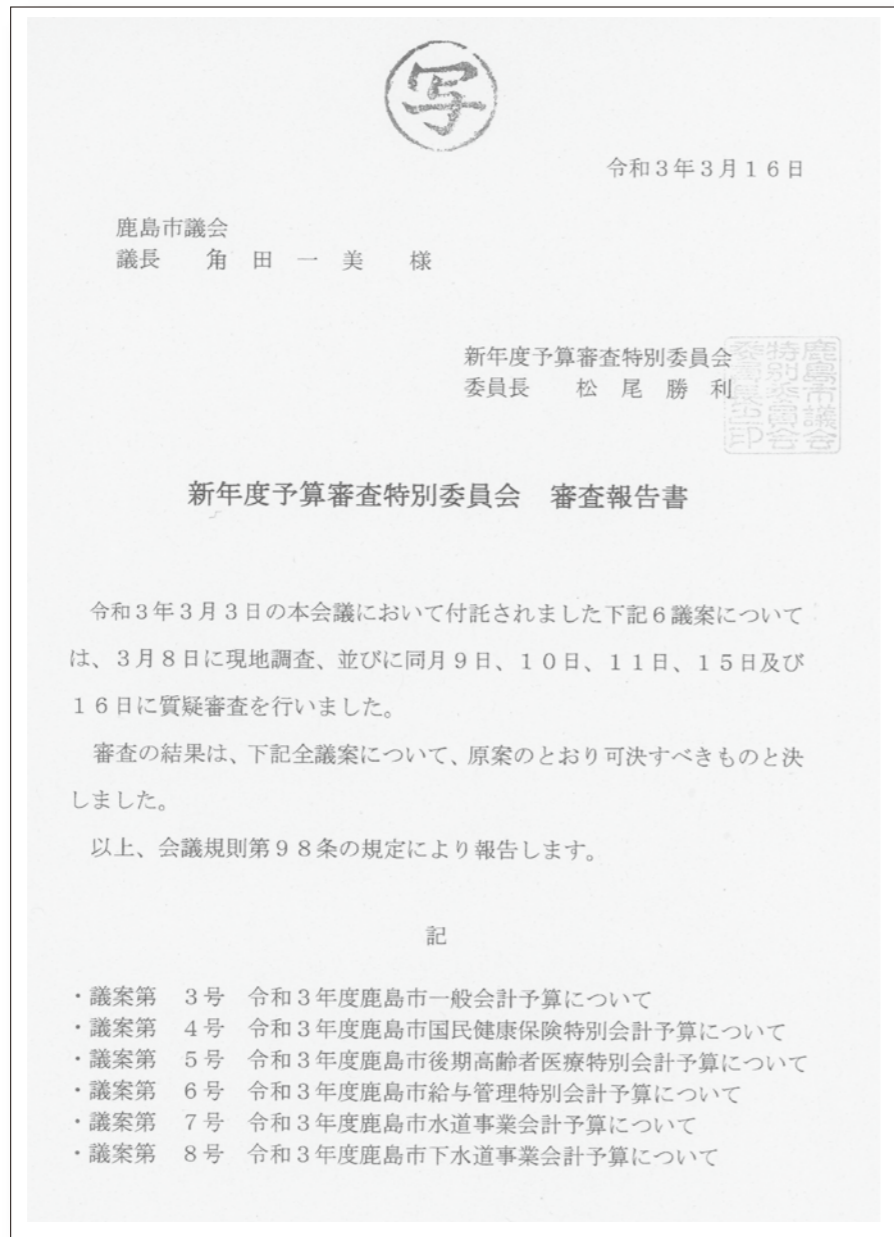 写
令和３年３月１６日
鹿島市議会
議長　角　田　一　美　様
新年度予算審査特別委員会
委員長　松　尾　勝　利
鹿島市議会
特別委員会
委員長之印
新年度予算審査特別委員会　審査報告書
令和３年３月３日の本会議において付託されました下記６議案について
は、３月８日に現地調査、並びに同月９日、１０日、１１日、１５日及び
１６日に質疑審査を行いました。
審査の結果は、下記全議案について、原案のとおり可決すべきものと決
しました。
以上、会議規則第９８条の規定により報告します。
記
・議案第　３号　令和３年度鹿島市一般会計予算について
・議案第　４号　令和３年度鹿島市国民健康保険特別会計予算について
・議案第　５号　令和３年度鹿島市後期高齢者医療特別会計予算について
・議案第　６号　令和３年度鹿島市給与管理特別会計予算について
・議案第　７号　令和３年度鹿島市水道事業会計予算について
・議案第　８号　令和３年度鹿島市下水道事業会計予算について